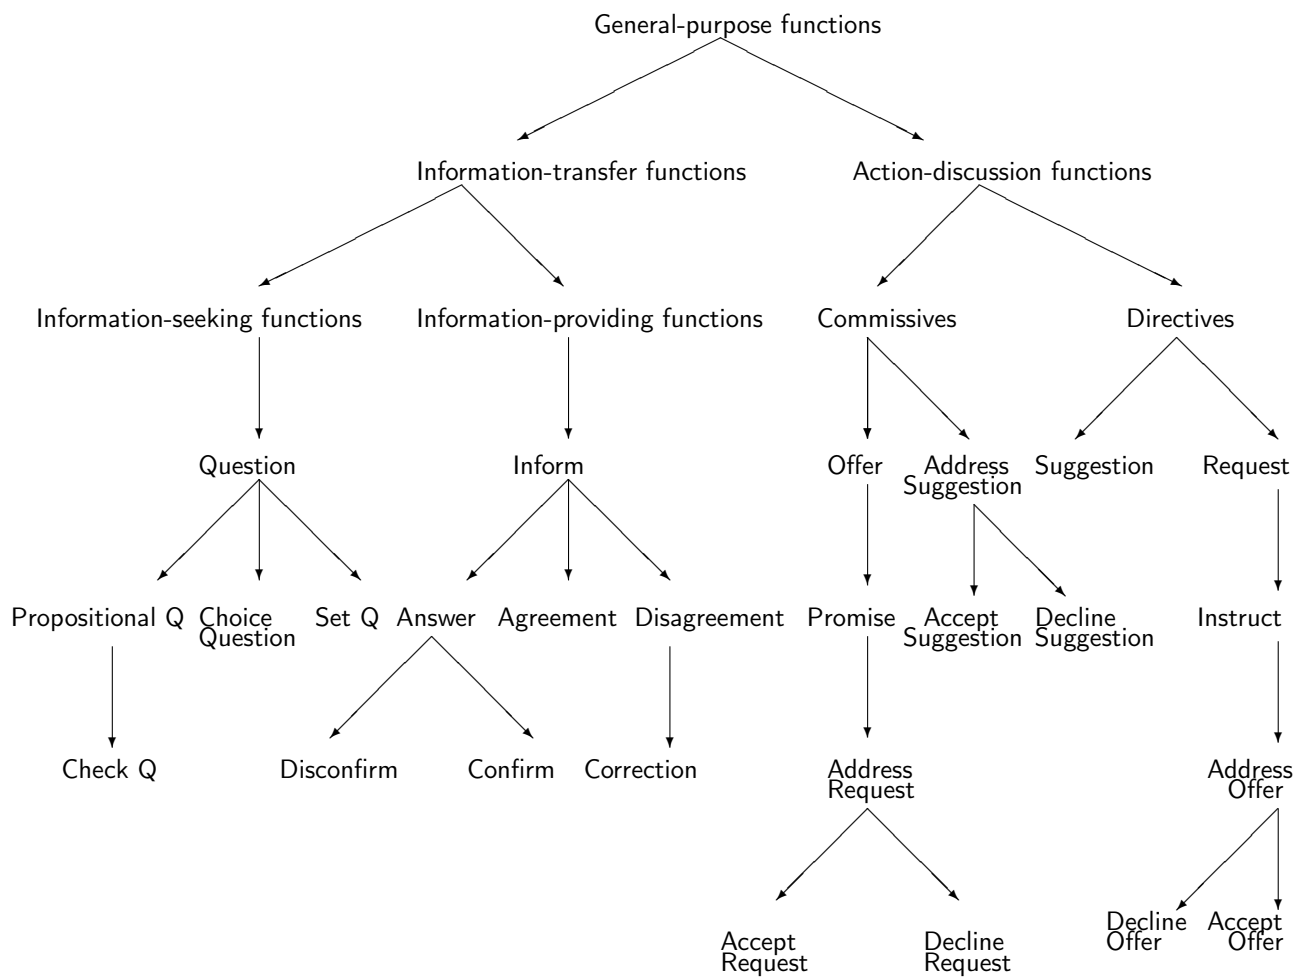 General-purpose functions
Information-transfer functions
Action-discussion functions
Information-seeking functions
Information-providing functions
Commissives
Directives
Question
Inform
Offer
Address
Suggestion
Suggestion
Request
Propositional Q
Choice
Question
Set Q
Answer
Agreement
Disagreement
Promise
Accept
Suggestion
Decline
Suggestion
Instruct
Check Q
Disconfirm
Confirm
Correction
Address
Request
Address
Offer
Accept
Request
Decline
Request
Decline
Offer
Accept
Offer